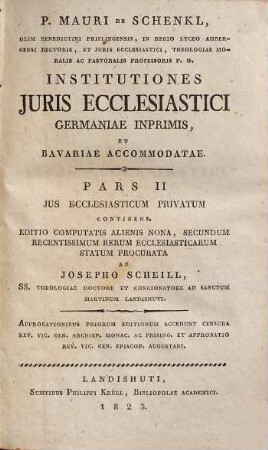 P. MAURI DE SCHENKL,
OLIM BENEDICTINI PRIFLINGENSIS, IN REGIO LYCEO AMBER-
GENSI RECTORIS, ET JURIS ECCLESIASTICI, THEOLOGIAE MO-
RALIS AC PASTORALIS PROFESSORIS P. O.
INSTITUTIONES
JURIS ECCLESIASTICI
GERMANIAE INPRIMIS,
ET
BAVARIAE ACCOMMODATAE.
PARS II
JUS ECCLESIASTICUM PRIVATUM
CONTINENS.
EDITIO COMPUTATIS ALIENIS NONA, SECUNDUM
RECENTISSIMUM RERUM ECCLESIASTICARUM
STATUM PROCURATA
AB
JOSEPHO SCHEILL,
SS. THEOLOGIAE DOCTORE ET CONCIONATORE AD SANCTUM
MARTINUM LANDISHUTI.
APPROBATIONIBUS PRIORUM EDITIONUM ACCEDUNT CENSURA
REV. VIC. GEN. ARCHIEP. MONAC. AC FRISING. ET APPROBATIO
REV. VIC. GEN. EPISCOP. AUGUSTANI.
LANDISHUTI,
SUMTIBUS PHILIPPI KRÜLL, BIBLIOPOLAE ACADEMICI.
1823.